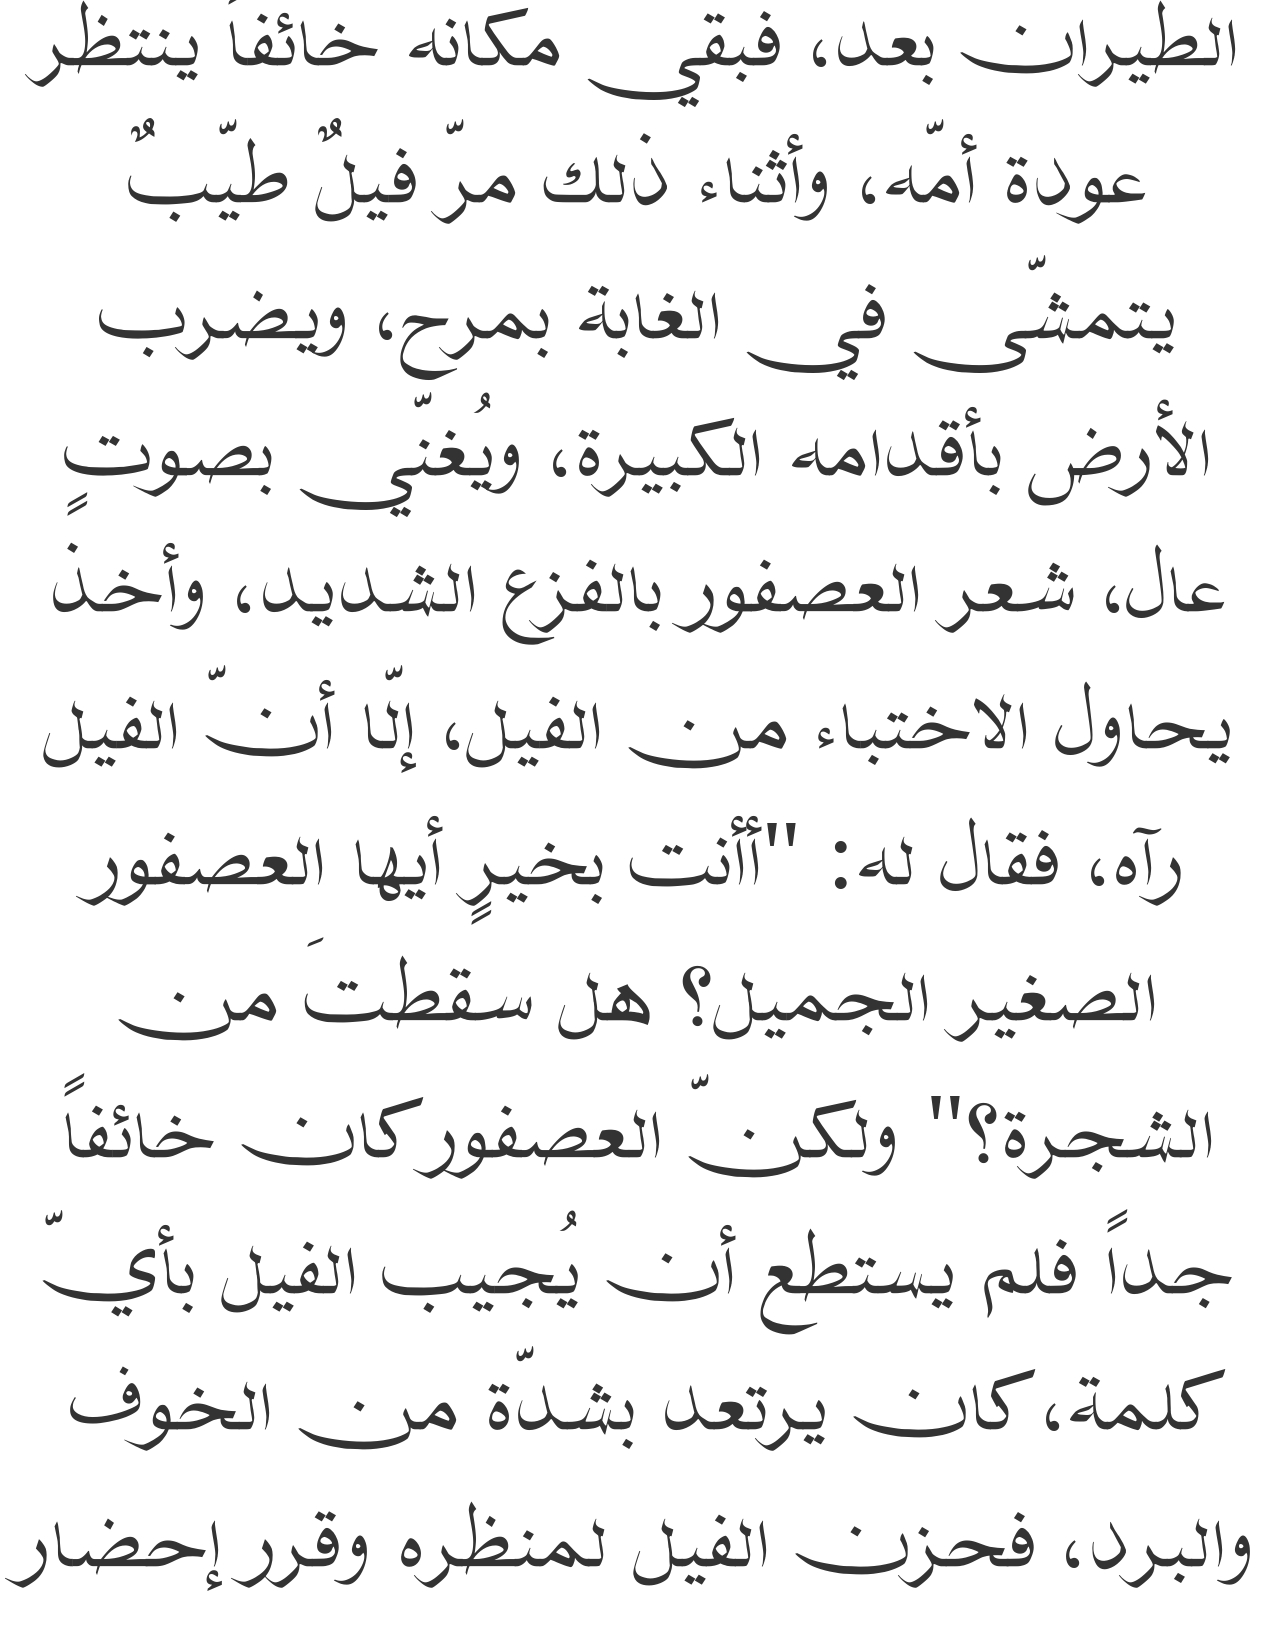 الطيران بعد، فبقي مكانه خائفاً ينتظر
عودة أمّه، وأثناء ذلك مرّ فيلٌ طيّبٌ
يتمشّى في الغابة بمرح، ويضرب
الأرض بأقدامه الكبيرة، ويُغنّي بصوتٍ
عال، شعر العصفور بالفزع الشديد، وأخذ
يحاول الاختباء من الفيل، إلّا أنّ الفيل
رآه، فقال له: "أأنت بخيرٍ أيها العصفور
الصغير الجميل؟ هل سقطتَ من
الشجرة؟" ولكنّ العصفور كان خائفاً
جداً فلم يستطع أن يُجيب الفيل بأيّ
كلمة، كان يرتعد بشدّة من الخوف
والبرد، فحزن الفيل لمنظره وقرر إحضار